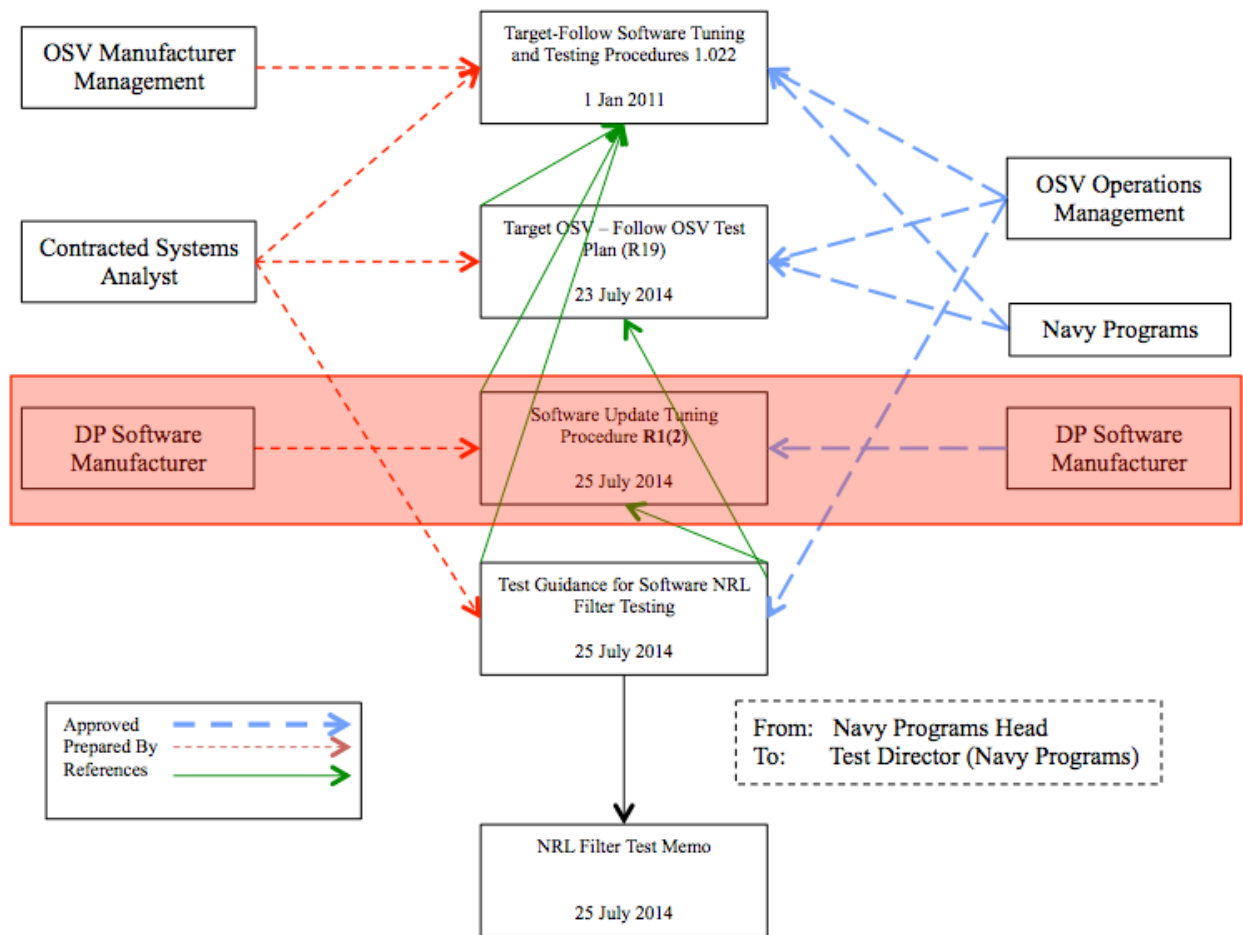 OSV Manufacturer
Management
Target-Follow Software Tuning
and Testing Procedures 1.022
1 Jan 2011
Contracted Systems
Analyst
Target OSV – Follow OSV Test
Plan (R19)
23 July 2014
OSV Operations
Management
Navy Programs
DP Software
Manufacturer
Software Update Tuning
Procedure R1(2)
25 July 2014
DP Software
Manufacturer
Test Guidance for Software NRL
Filter Testing
25 July 2014
Approved
Prepared By
References
From: Navy Programs Head
To: Test Director (Navy Programs)
NRL Filter Test Memo
25 July 2014